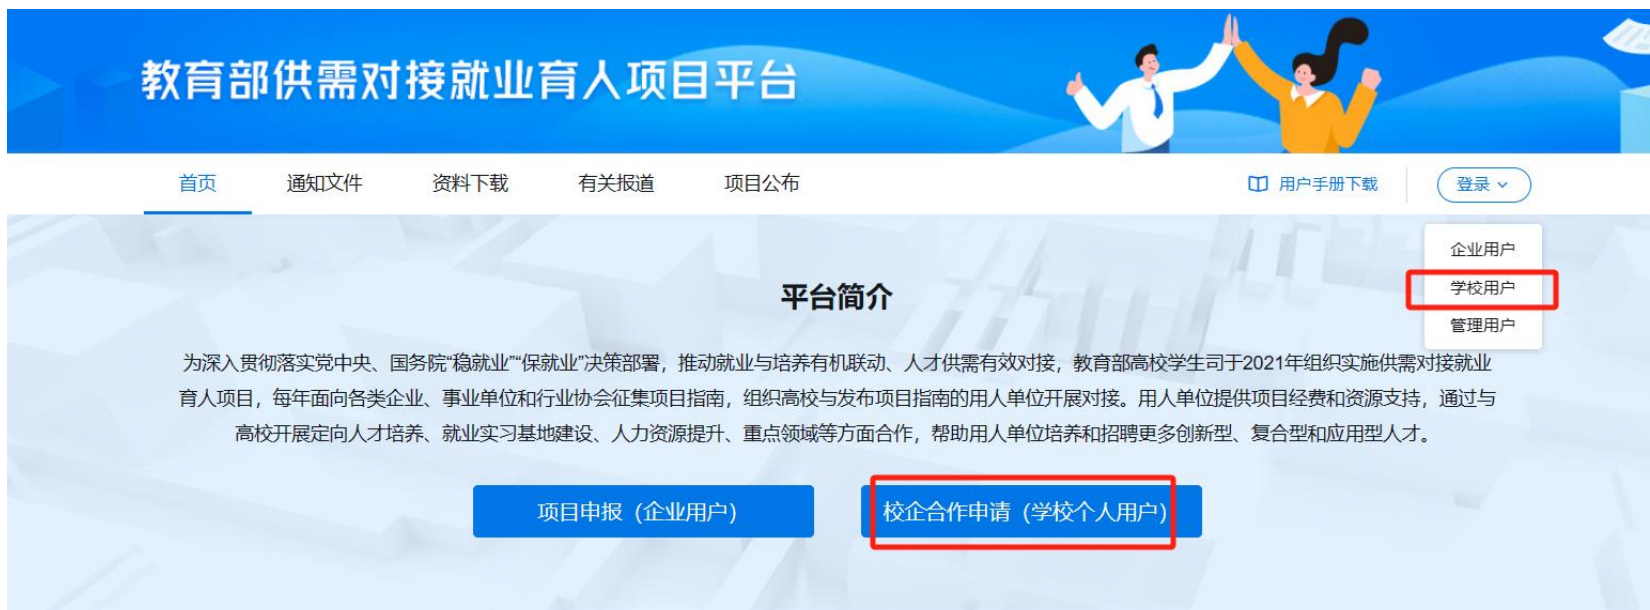 教育部供需对接就业育人项目平台
首页 通知文件 资料下载 有关报道 项目公布 用户手册下载 登录
企业用户
学校用户
管理用户
平台简介
为深入贯彻落实党中央、国务院“稳就业”“保就业”决策部署，推动就业与培养有机联动、人才供需有效对接，教育部高校学生司于2021年组织实施供需对接就业
育人项目，每年面向各类企业、事业单位和行业协会征集项目指南，组织高校与发布项目指南的用人单位开展对接。用人单位提供项目经费和资源支持，通过与
高校开展定向人才培养、就业实习基地建设、人力资源提升、重点领域等方面合作，帮助用人单位培养和招聘更多创新型、复合型和应用型人才。
项目申报（企业用户） 校企合作申请（学校个人用户）